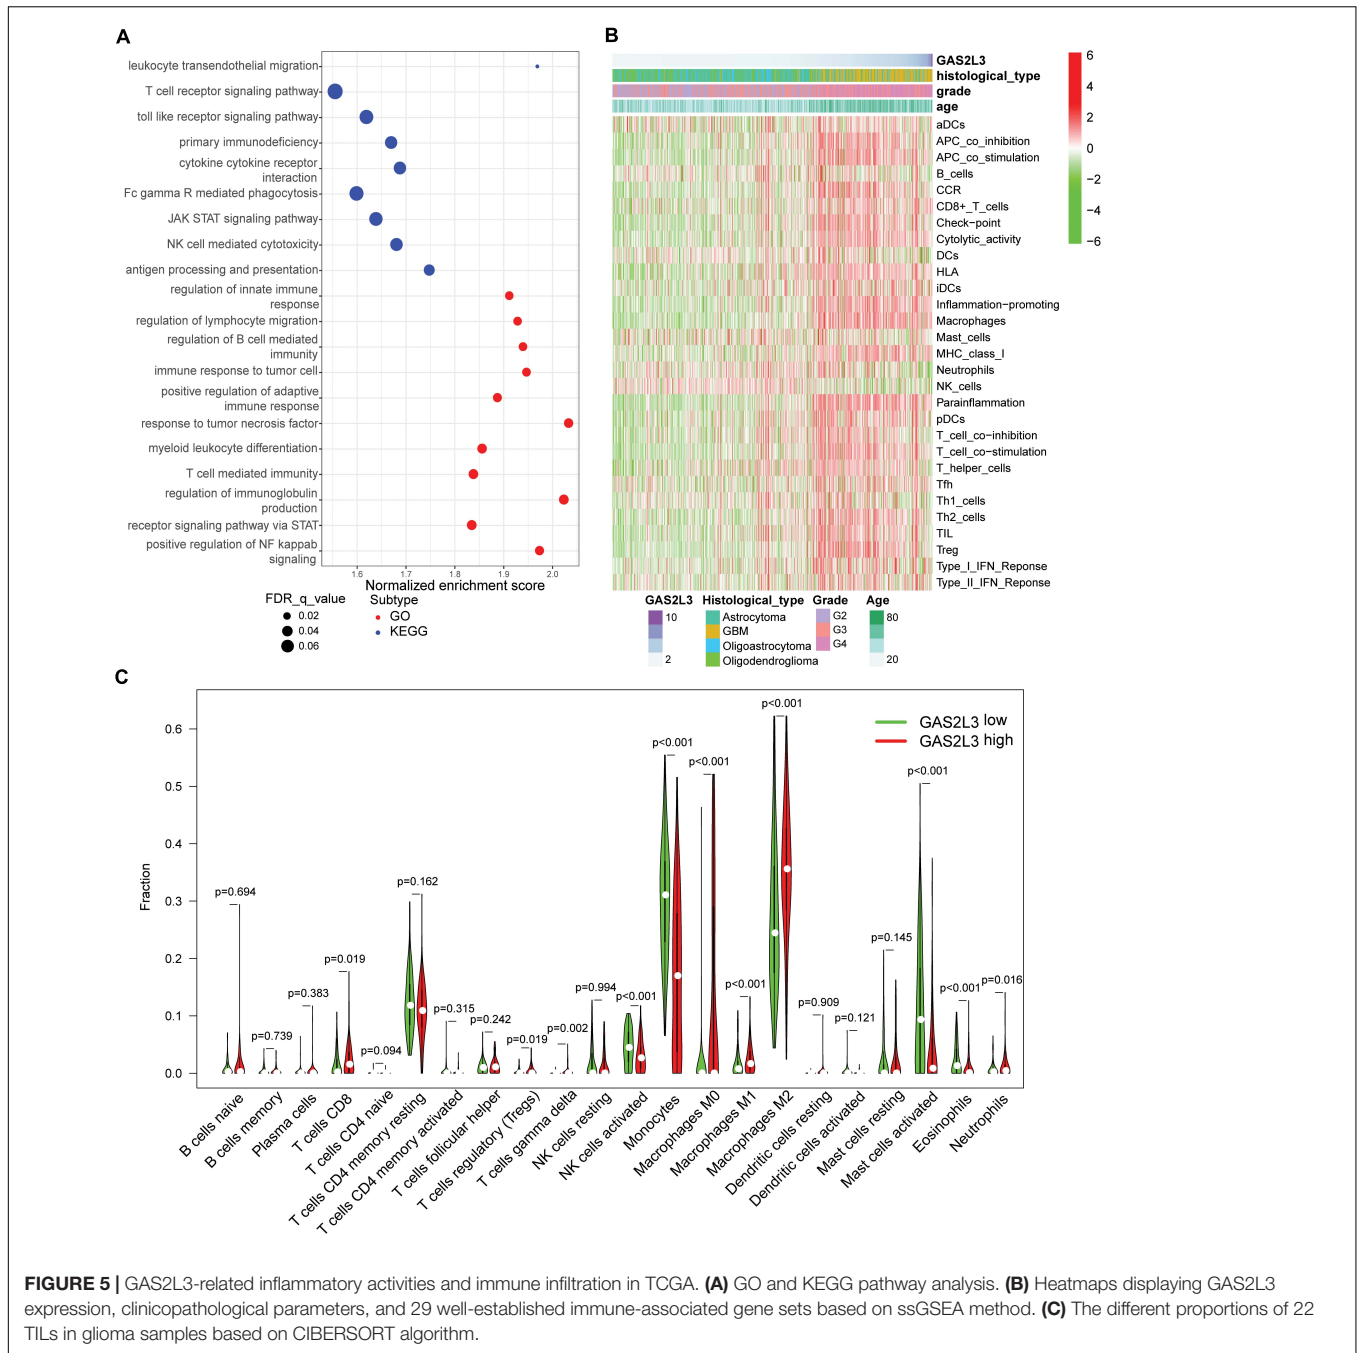 A
leukocyte transendothelial migration
T cell receptor signaling pathway
toll like receptor signaling pathway
primary immunodeficiency
cytokine cytokine receptor
interaction
Fc gamma R mediated phagocytosis
JAK STAT signaling pathway
NK cell mediated cytotoxicity
antigen processing and presentation
regulation of innate immune
response
regulation of lymphocyte migration
regulation of B cell mediated
immunity
immune response to tumor cell
positive regulation of adaptive
immune response
response to tumor necrosis factor
myeloid leukocyte differentiation
T cell mediated immunity
regulation of immunoglobulin
production
receptor signaling pathway via STAT
positive regulation of NF kappab
signaling
1.6 1.7 1.8 1.9 2.0
Normalized enrichment score
FDR_q_value
0.02
0.04
0.06
Subtype
GO
KEGG
B
GAS2L3
histological_type
grade
age
aDCs
APC_co_inhibition
APC_co_stimulation
B_cells
CCR
CD8+_T_cells
Check−point
Cytolytic_activity
DCs
HLA
iDCs
Inflammation−promoting
Macrophages
Mast_cells
MHC_class_I
Neutrophils
NK_cells
Parainflammation
pDCs
T_cell_co−inhibition
T_cell_co−stimulation
T_helper_cells
Tfh
Th1_cells
Th2_cells
TIL
Treg
Type_I_IFN_Reponse
Type_II_IFN_Reponse
6
4
2
0
−2
−4
−6
GAS2L3
10
2
Histological_type
Astrocytoma
GBM
Oligoastrocytoma
Oligodendroglioma
Grade
G2
G3
G4
Age
80
20
C
Fraction
0.6
0.5
0.4
0.3
0.2
0.1
0.0
GAS2L3 low
GAS2L3 high
p=0.694
p=0.739
p=0.383
p=0.019
p=0.094
p=0.162
p=0.315
p=0.242
p=0.019
p=0.002
p=0.994
p<0.001
p<0.001
p<0.001
p<0.001
p<0.001
p=0.909
p=0.121
p=0.145
p<0.001
p<0.001
p=0.016
B cells naive
B cells memory
Plasma cells
T cells CD8
T cells CD4 naive
T cells CD4 memory resting
T cells CD4 memory activated
T cells follicular helper
T cells regulatory (Tregs)
T cells gamma delta
NK cells resting
NK cells activated
Monocytes
Macrophages M0
Macrophages M1
Macrophages M2
Dendritic cells resting
Dendritic cells activated
Mast cells resting
Mast cells activated
Eosinophils
Neutrophils
FIGURE 5 | GAS2L3-related inflammatory activities and immune infiltration in TCGA. (A) GO and KEGG pathway analysis. (B) Heatmaps displaying GAS2L3
expression, clinicopathological parameters, and 29 well-established immune-associated gene sets based on ssGSEA method. (C) The different proportions of 22
TILs in glioma samples based on CIBERSORT algorithm.